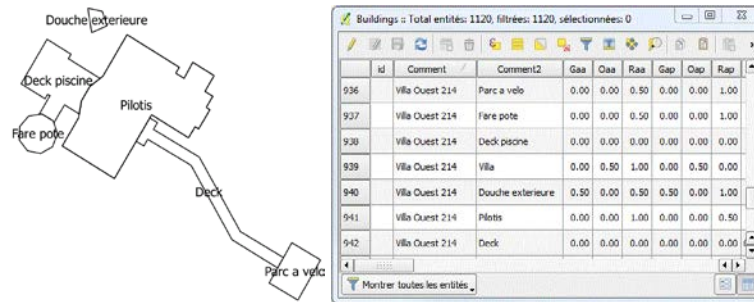 Douche exterieure
Deck piscine
Pilotis
Fare pote
Deck
Parc a velo
Buildings :: Total entités: 1120, filtrées: 1120, sélectionnées: 0
id Comment Comment2 Gaa Oaa Raa Gap Oap Rap
936 Villa Ouest 214 Parc a velo 0.00 0.00 0.50 0.00 0.00 1.00
937 Villa Ouest 214 Fare pote 0.00 0.00 0.50 0.00 0.00 1.00
938 Villa Ouest 214 Deck piscine 0.00 0.00 0.00 0.00 0.00 0.00
939 Villa Ouest 214 Villa 0.00 0.50 1.00 0.00 0.50 0.00
940 Villa Ouest 214 Douche exterieure 0.50 0.00 0.50 0.50 0.00 1.00
941 Villa Ouest 214 Pilotis 0.00 0.00 1.00 0.00 0.00 0.50
942 Villa Ouest 214 Deck 0.00 0.00 0.00 0.00 0.00 0.00
Montrer toutes les entités